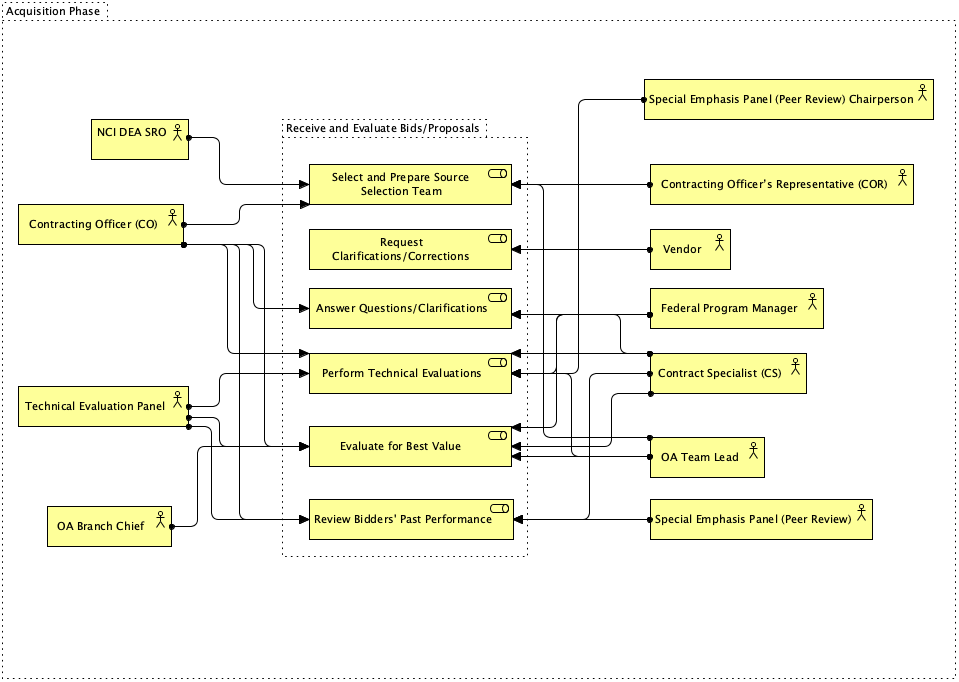 Acquisition Phase
Special Emphasis Panel (Peer Review) Chairperson
NCI DEA SRO
Receive and Evaluate Bids/Proposals
Select and Prepare Source
Selection Team
Contracting Officer's Representative (COR)
Contracting Officer (CO)
Request
Clarifications/Corrections
Vendor
Answer Questions/Clarifications
Federal Program Manager
Perform Technical Evaluations
Contract Specialist (CS)
Technical Evaluation Panel
Evaluate for Best Value
OA Team Lead
OA Branch Chief
Review Bidders' Past Performance
Special Emphasis Panel (Peer Review)